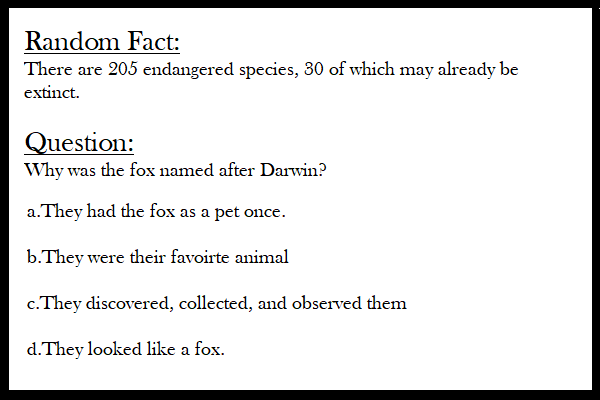 Random Fact:
There are 205 endangered species, 30 of which may already be
extinct.
Question:
Why was the fox named after Darwin?
a.They had the fox as a pet once.
b.They were their favoirte animal
c.They discovered, collected, and observed them
d.They looked like a fox.